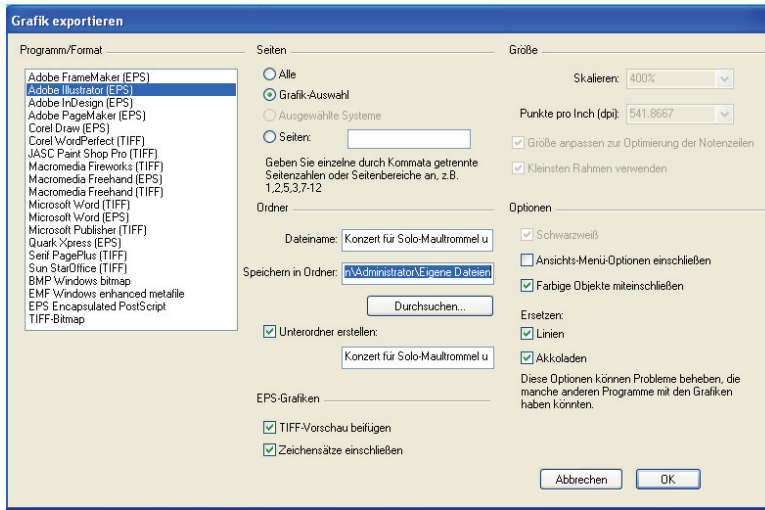 Grafik exportieren
Programm/Format
Adobe FrameMaker (EPS)
Adobe Illustrator (EPS)
Adobe InDesign (EPS)
Adobe PageMaker (EPS)
Corel Draw (EPS)
Corel WordPerfect (TIFF)
JASC Paint Shop Pro (TIFF)
Macromedia Fireworks (TIFF)
Macromedia Freehand (EPS)
Macromedia Freehand (TIFF)
Microsoft Word (TIFF)
Microsoft Word (EPS)
Microsoft Publisher (TIFF)
Quark Xpress (EPS)
Serif PagePlus (TIFF)
Sun StarOffice (TIFF)
BMP Windows bitmap
EMF Windows enhanced metafile
EPS Encapsulated PostScript
TIFF-Bitmap
Seiten
Alle
Grafik-Auswahl
Ausgewählte Systeme
Seiten:
Geben Sie einzelne durch Kommata getrennte
Seitenzahlen oder Seitenbereiche an, z.B.
1,2,5,3,7-12
Ordner
Dateiname: Konzert für Solo-Maultrommel u
Speichern in Ordner: n\Administrator\Eigene Dateien
Durchsuchen...
Unterordner erstellen:
Konzert für Solo-Maultrommel u
EPS-Grafiken
TIFF-Vorschau beifügen
Zeichensätze einschließen
Größe
Skalieren: 400%
Punkte pro Inch (dpi): 541.8667
Größe anpassen zur Optimierung der Notenzeilen
Kleinsten Rahmen verwenden
Optionen
Schwarzweiß
Ansichts-Menü-Optionen einschließen
Farbige Objekte miteinschließen
Ersetzen:
Linien
Akkoladen
Diese Optionen können Probleme beheben, die
manche anderen Programme mit den Grafiken
haben könnten.
Abbrechen
OK